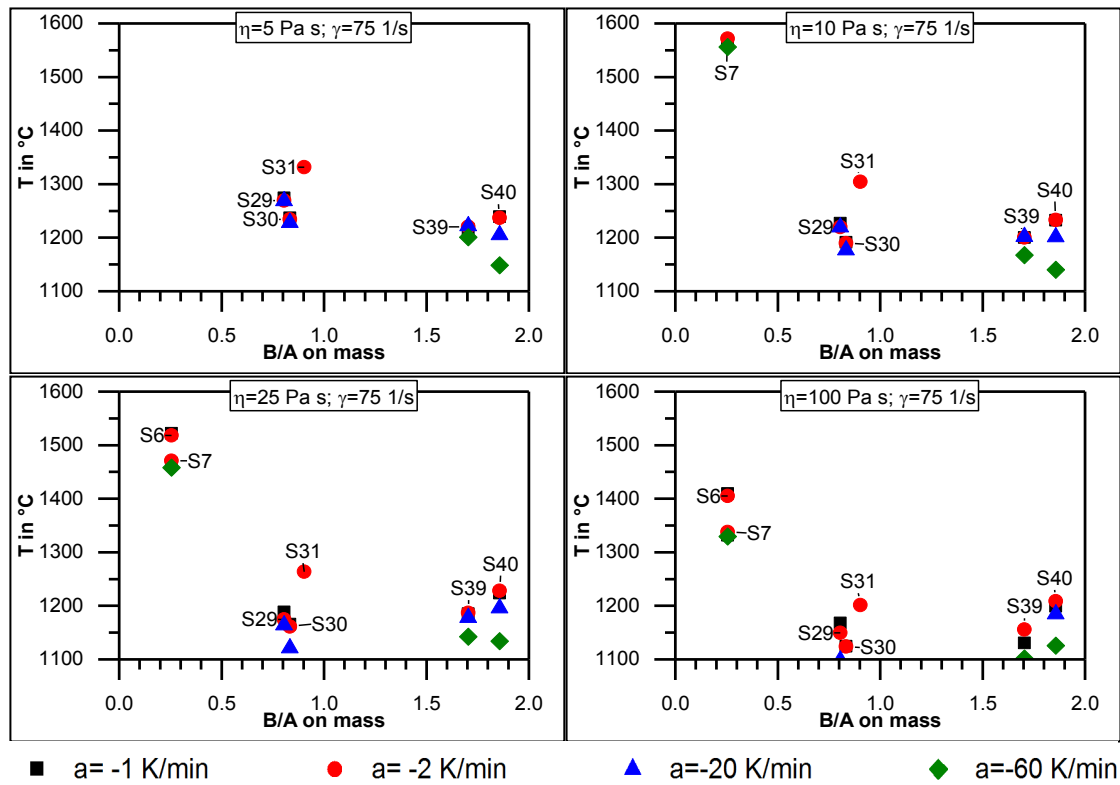 η=5 Pa s; γ=75 1/s
1600
1500
1400
1300
1200
1100
T in °C
S31
S29
S30
S39
S40
0.0
0.5
1.0
1.5
2.0
B/A on mass
η=10 Pa s; γ=75 1/s
1600
1500
1400
1300
1200
1100
T in °C
S7
S31
S29
S30
S39
S40
0.0
0.5
1.0
1.5
2.0
B/A on mass
η=25 Pa s; γ=75 1/s
1600
1500
1400
1300
1200
1100
T in °C
S6
S7
S31
S29
S30
S39
S40
0.0
0.5
1.0
1.5
2.0
B/A on mass
η=100 Pa s; γ=75 1/s
1600
1500
1400
1300
1200
1100
T in °C
S6
S7
S31
S29
S30
S39
S40
0.0
0.5
1.0
1.5
2.0
B/A on mass
a= -1 K/min
a= -2 K/min
a=-20 K/min
a=-60 K/min